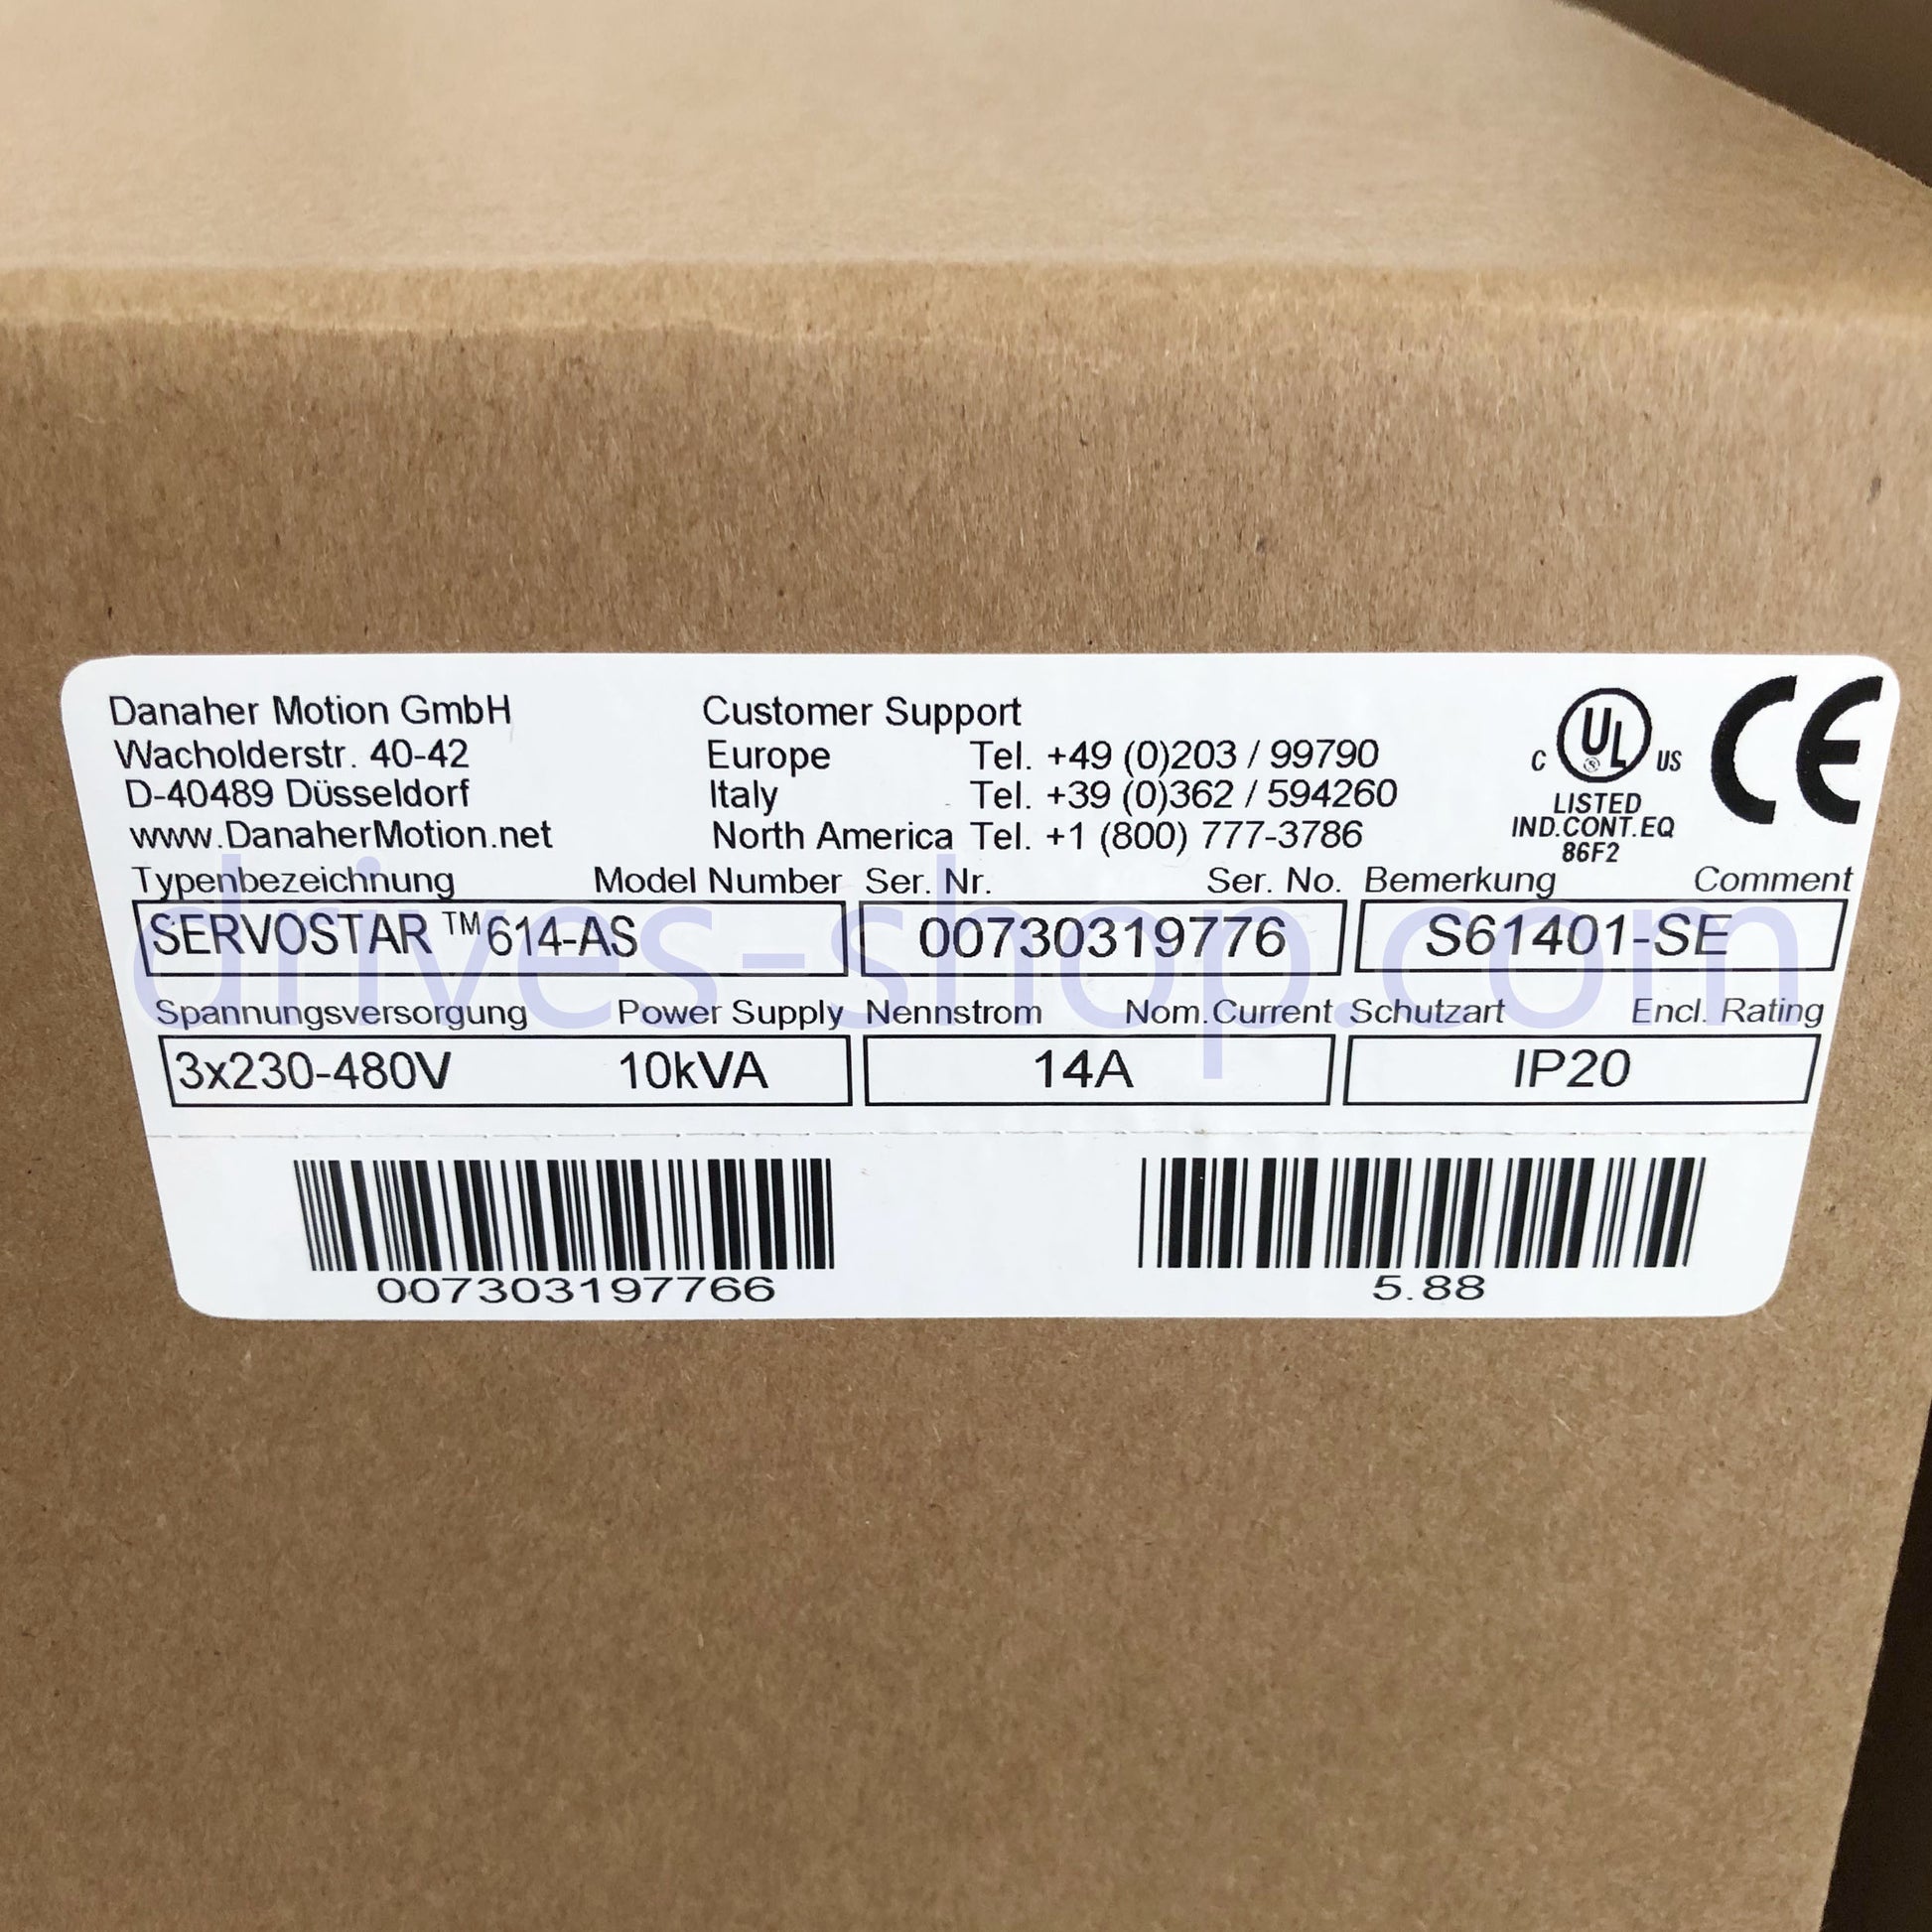 Danaher Motion GmbH
Wacholderstr. 40-42
D-40489 Düsseldorf
www.DanaherMotion.net
Customer Support
Europe Tel. +49 (0)203 / 99790
Italy Tel. +39 (0)362 / 594260
North America Tel. +1 (800) 777-3786
C UL US
LISTED
IND.CONT.EQ
86F2
CE
Typenbezeichnung Model Number Ser. Nr. Ser. No. Bemerkung Comment
SERVOSTAR ™ 614-AS 00730319776 S61401-SE
drives-shop.com
Spannungsversorgung Power Supply Nennstrom Nom.Current Schutzart Encl. Rating
3x230-480V 10kVA 14A IP20
007303197766 5.88